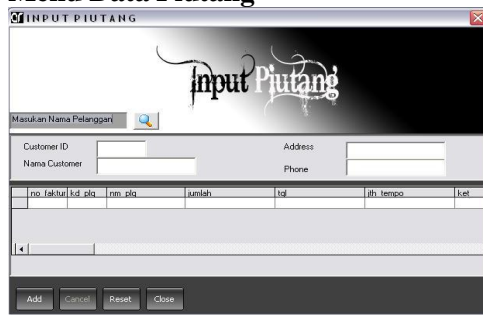 Menu Data Piutang
INPUT PIUTANG
Input Piutang
Masukan Nama Pelanggan
Customer ID
Address
Nama Customer
Phone
no_faktur kd_plg nm_plg jumlah tgl jth_tempo ket
Add Cancel Reset Close